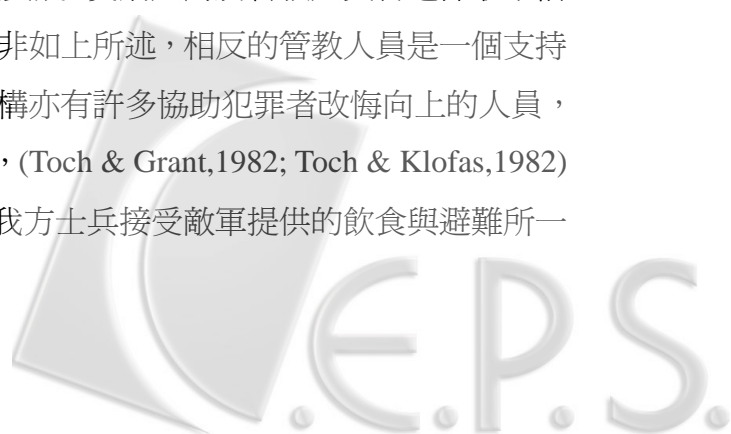 非如上所述，相反的管教人員是一個支持
構亦有許多協助犯罪者改悔向上的人員，
，(Toch & Grant,1982; Toch & Klofas,1982)
我方士兵接受敵軍提供的飲食與避難所一
C.E.P.S.